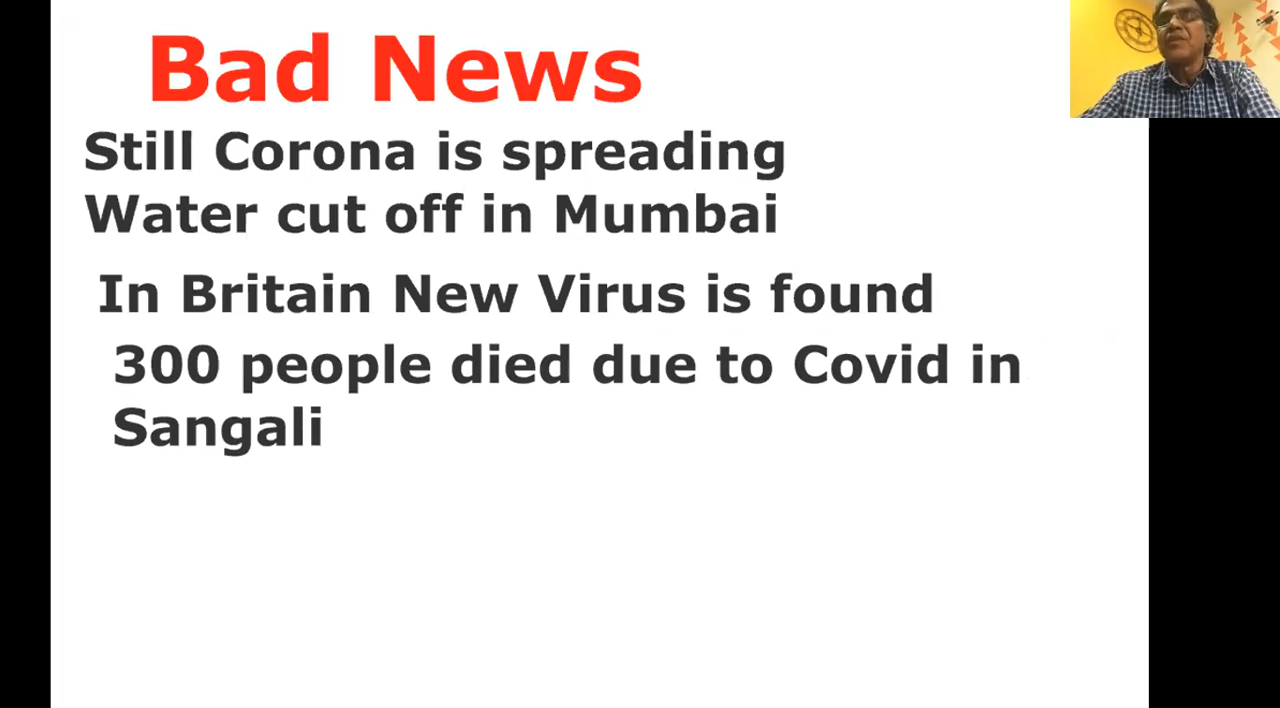 Bad News
Still Corona is spreading
Water cut off in Mumbai
In Britain New Virus is found
300 people died due to Covid in
Sangali